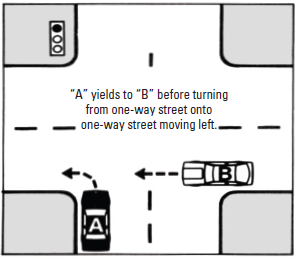 “A” yields to “B” before turning
from one-way street onto
one-way street moving left.
B
A